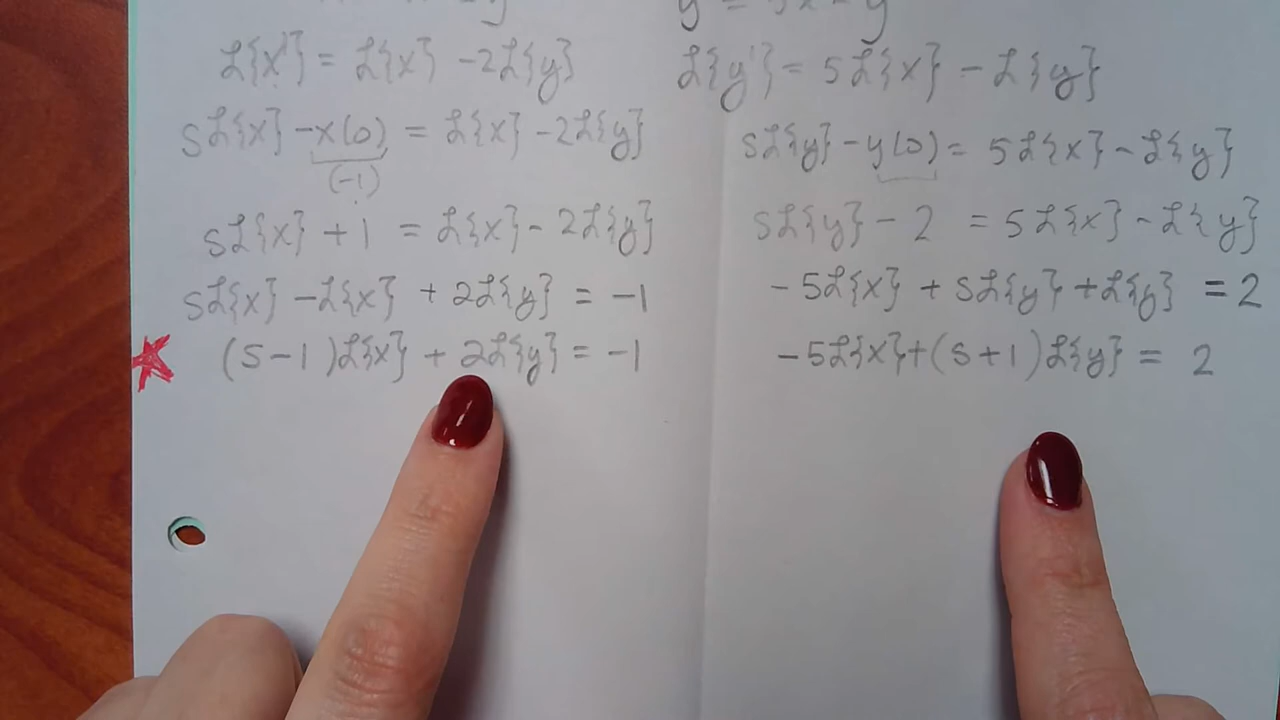 y = 5x - y
ℒ{x'} = ℒ{x} - 2ℒ{y}
sℒ{x} - x(0) = ℒ{x} - 2ℒ{y}
(-1)
sℒ{x} + 1 = ℒ{x} - 2ℒ{y}
sℒ{x} - ℒ{x} + 2ℒ{y} = -1
(s-1)ℒ{x} + 2ℒ{y} = -1
ℒ{y'} = 5ℒ{x} - ℒ{y}
sℒ{y} - y(0) = 5ℒ{x} - ℒ{y}
sℒ{y} - 2 = 5ℒ{x} - ℒ{y}
-5ℒ{x} + sℒ{y} + ℒ{y} = 2
-5ℒ{x} + (s+1)ℒ{y} = 2